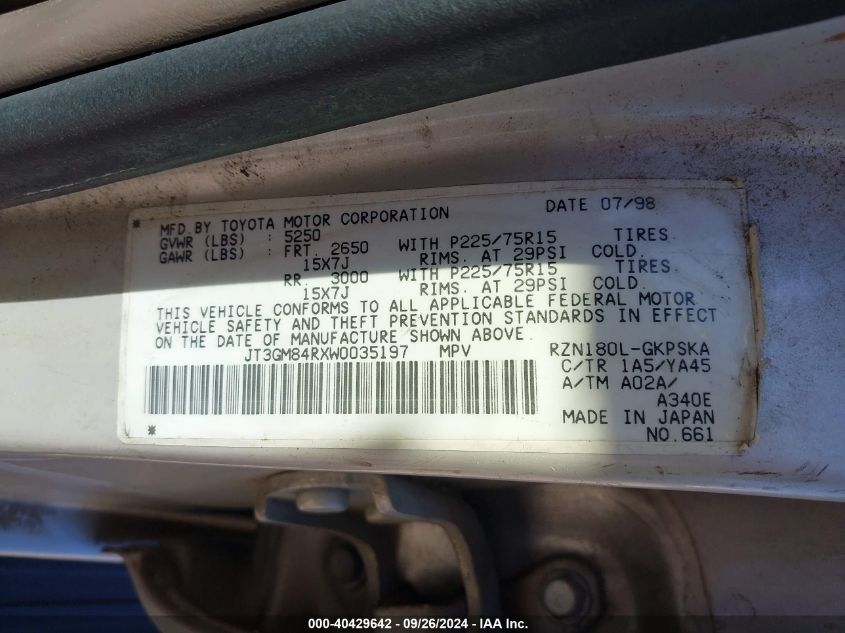 MFD.BY TOYOTA MOTOR CORPORATION DATE 07/98
GVWR (LBS) : 5250
GAWR (LBS) : FRT. 2650 WITH P225/75R15 TIRES.
15X7J RIMS. AT 29PSI COLD.
RR. 3000 WITH P225/75R15 TIRES.
15X7J RIMS. AT 29PSI COLD.
THIS VEHICLE CONFORMS TO ALL APPLICABLE FEDERAL MOTOR
VEHICLE SAFETY AND THEFT PREVENTION STANDARDS IN EFFECT
ON THE DATE OF MANUFACTURE SHOWN ABOVE.
JT3GM84RXW0035197 MPV RZN180L-GKPSKA
C/TR 1A5/YA45
A/TM A02A/
A340E
MADE IN JAPAN
NO.661
000-40429642 / 09/26/2024 - IAA Inc.